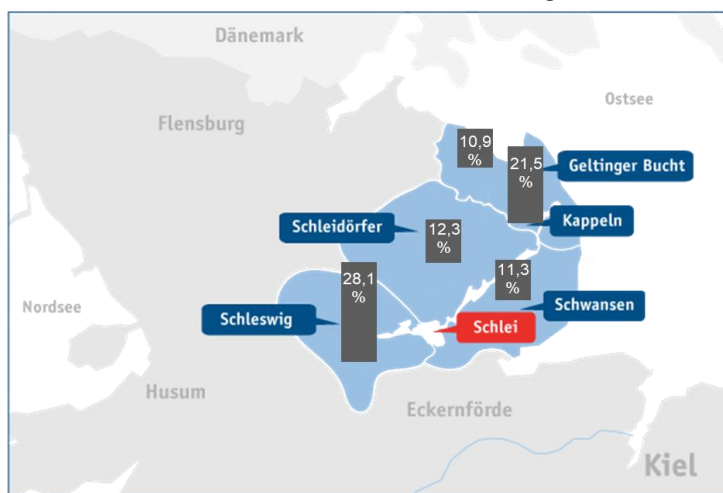 Dänemark
Ostsee
Flensburg
10,9
%
21,5
%
Geltinger Bucht
Kappeln
Schleidörfer
12,3
%
11,3
%
28,1
%
Schwansen
Nordsee
Schleswig
Schlei
Husum
Eckernförde
Kiel